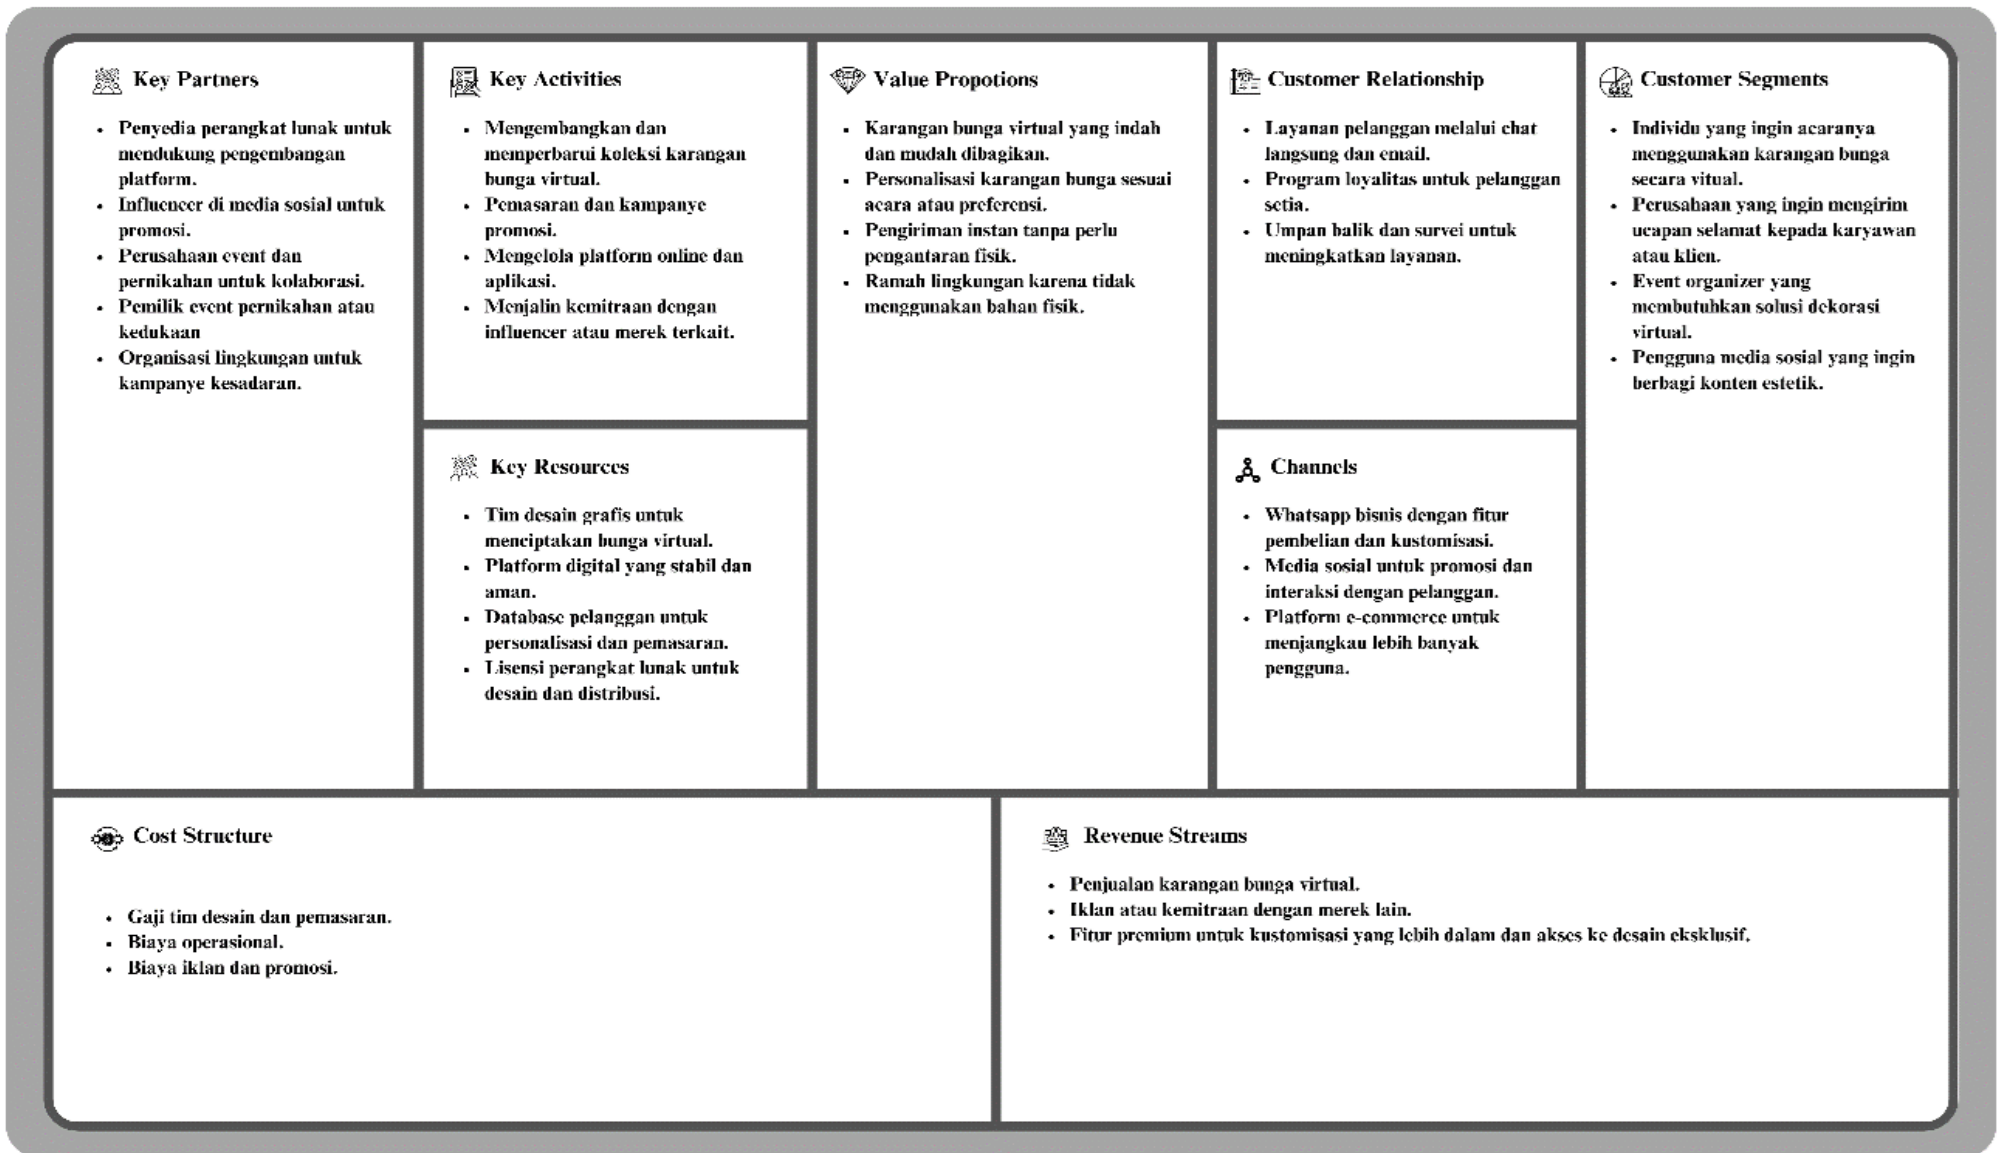 Key Partners
Penyedia perangkat lunak untuk
mendukung pengembangan
platform.
Influencer di media sosial untuk
promosi.
Perusahaan event dan
pernikahan untuk kolaborasi.
Pemilik event pernikahan atau
kedukaan
Organisasi lingkungan untuk
kampanye kesadaran.
Key Activities
Mengembangkan dan
memperbarui koleksi karangan
bunga virtual.
Pemasaran dan kampanye
promosi.
Mengelola platform online dan
aplikasi.
Menjalin kemitraan dengan
influencer atau merek terkait.
Key Resources
Tim desain grafis untuk
menciptakan bunga virtual.
Platform digital yang stabil dan
aman.
Database pelanggan untuk
personalisasi dan pemasaran.
Lisensi perangkat lunak untuk
desain dan distribusi.
Value Propotions
Karangan bunga virtual yang indah
dan mudah dibagikan.
Personalisasi karangan bunga sesuai
acara atau preferensi.
Pengiriman instan tanpa perlu
pengantaran fisik.
Ramah lingkungan karena tidak
menggunakan bahan fisik.
Customer Relationship
Layanan pelanggan melalui chat
langsung dan email.
Program loyalitas untuk pelanggan
setia.
Umpan balik dan survei untuk
meningkatkan layanan.
Channels
Whatsapp bisnis dengan fitur
pembelian dan kustomisasi.
Media sosial untuk promosi dan
interaksi dengan pelanggan.
Platform e-commerce untuk
menjangkau lebih banyak
pengguna.
Customer Segments
Individu yang ingin acaranya
menggunakan karangan bunga
secara vitual.
Perusahaan yang ingin mengirim
ucapan selamat kepada karyawan
atau klien.
Event organizer yang
membutuhkan solusi dekorasi
virtual.
Pengguna media sosial yang ingin
berbagi konten estetik.
Cost Structure
Gaji tim desain dan pemasaran.
Biaya operasional.
Biaya iklan dan promosi.
Revenue Streams
Penjualan karangan bunga virtual.
Iklan atau kemitraan dengan merek lain.
Fitur premium untuk kustomisasi yang lebih dalam dan akses ke desain eksklusif.